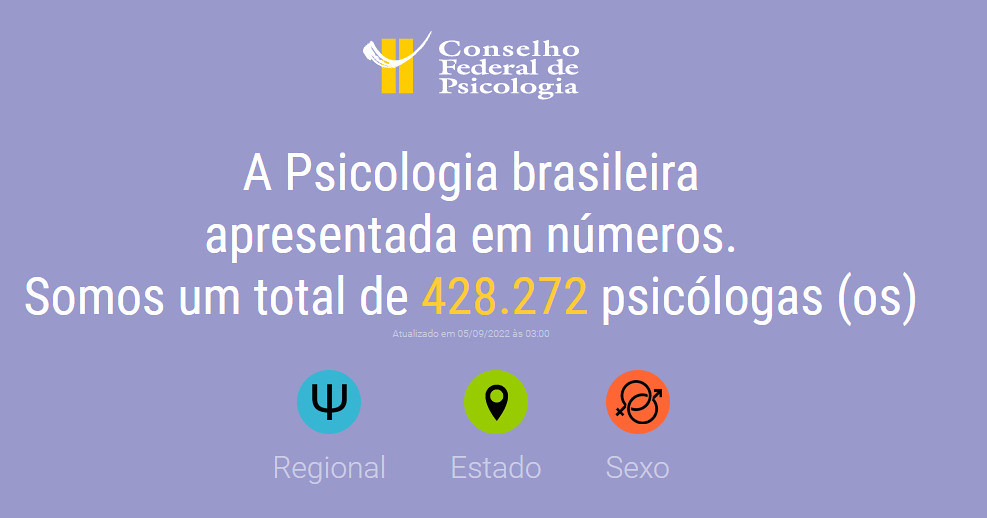 Conselho
Federal de
Psicologia
A Psicologia brasileira
apresentada em números.
Somos um total de 428.272 psicólogas (os)
Atualizado em 05/09/2022 às 03:00
Ψ
Regional
Estado
Sexo